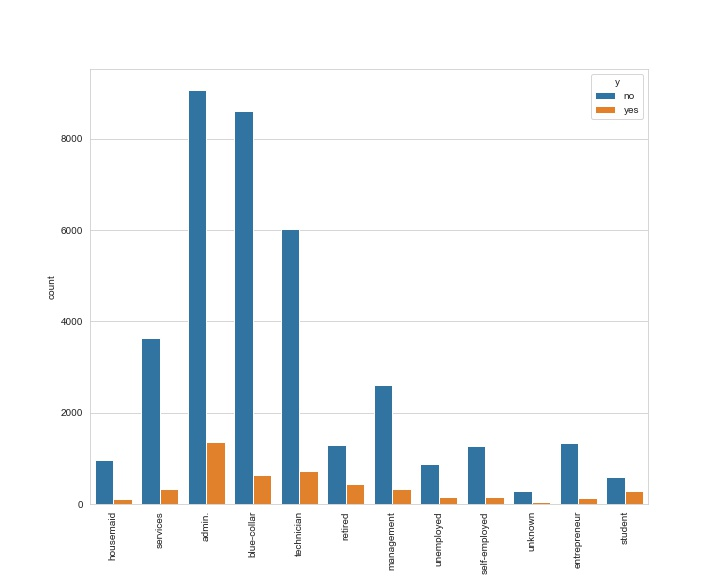 y
no
yes
8000
6000
4000
2000
0
count
housemaid
services
admin.
blue-collar
technician
retired
management
unemployed
self-employed
unknown
entrepreneur
student